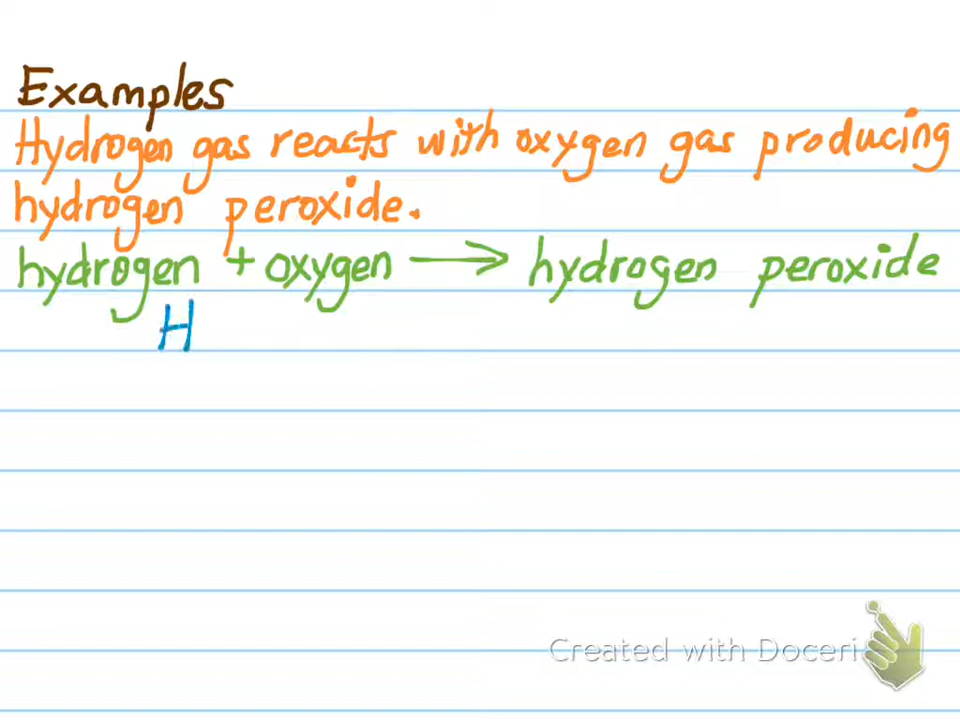 Examples
Hydrogen gas reacts with oxygen gas producing
hydrogen peroxide.
hydrogen + oxygen → hydrogen peroxide
H
Created with Doceri